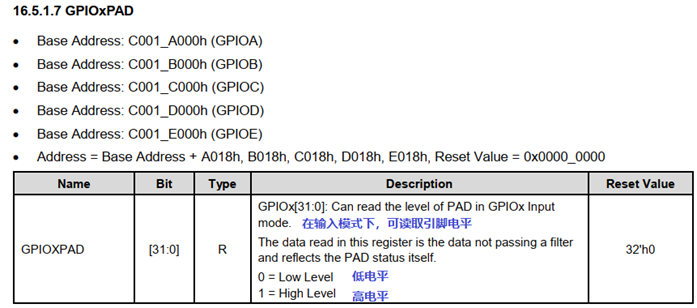 16.5.1.7 GPIOxPAD
• Base Address: C001_A000h (GPIOA)
• Base Address: C001_B000h (GPIOB)
• Base Address: C001_C000h (GPIOC)
• Base Address: C001_D000h (GPIOD)
• Base Address: C001_E000h (GPIOE)
• Address = Base Address + A018h, B018h, C018h, D018h, E018h, Reset Value = 0x0000_0000
Name Bit Type Description Reset Value
GPIOXPAD [31:0] R
GPIOx[31:0]: Can read the level of PAD in GPIOx Input
mode. 在输入模式下，可读取引脚电平
The data read in this register is the data not passing a filter
and reflects the PAD status itself.
0 = Low Level 低电平
1 = High Level 高电平
32'h0